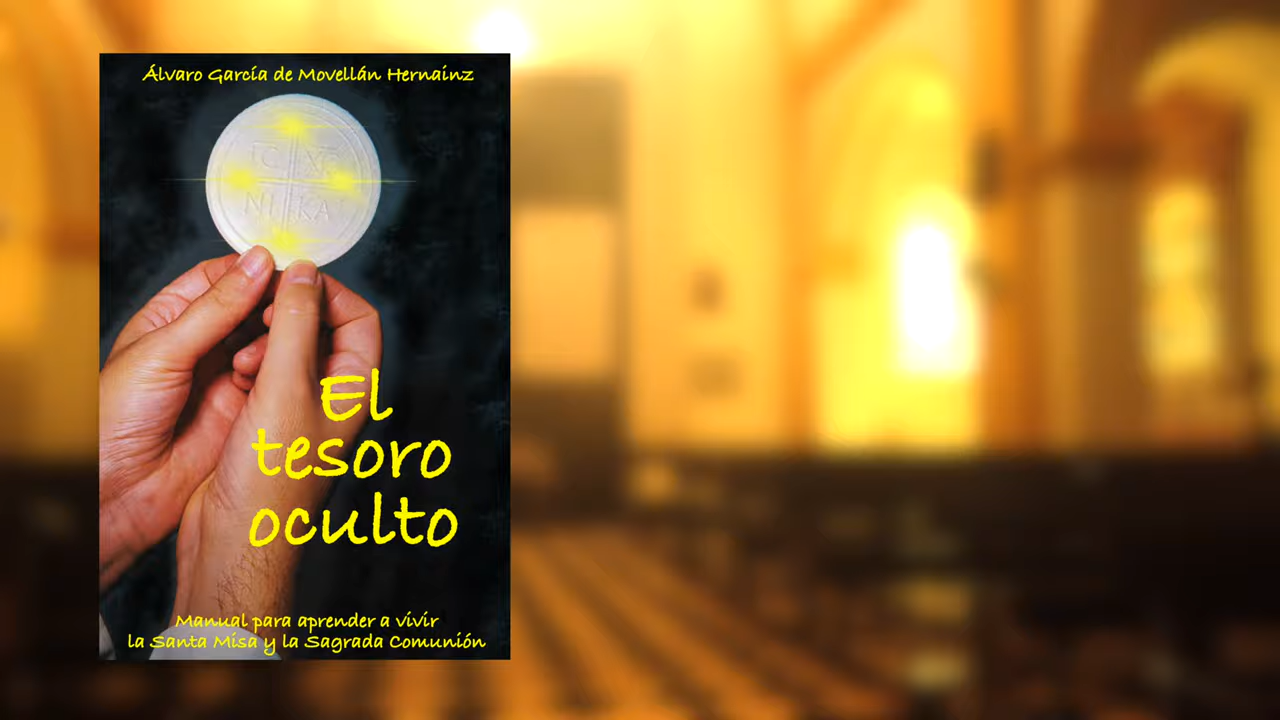 Álvaro García de Movellán Hernainz
IC XC
NI KA
El
tesoro
oculto
Manual para aprender a vivir
la Santa Misa y la Sagrada Comunión